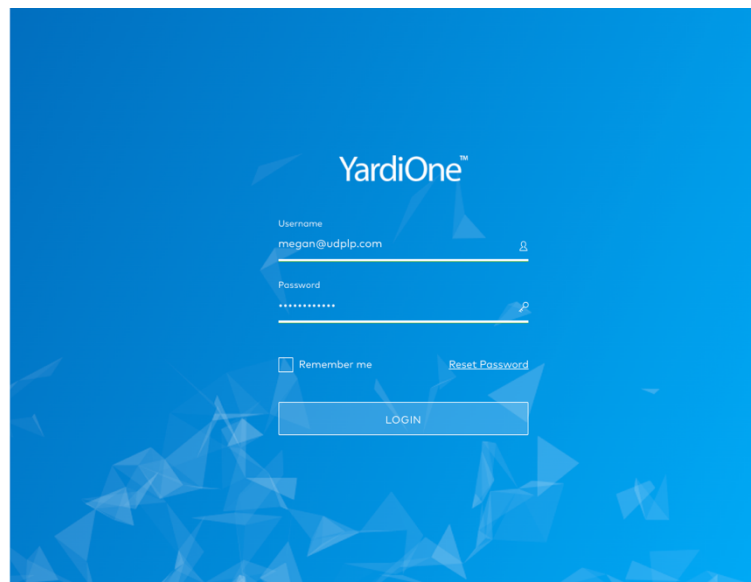 YardiOne™
Username
megan@udplp.com
Password
••••••••••••
Remember me
Reset Password
LOGIN